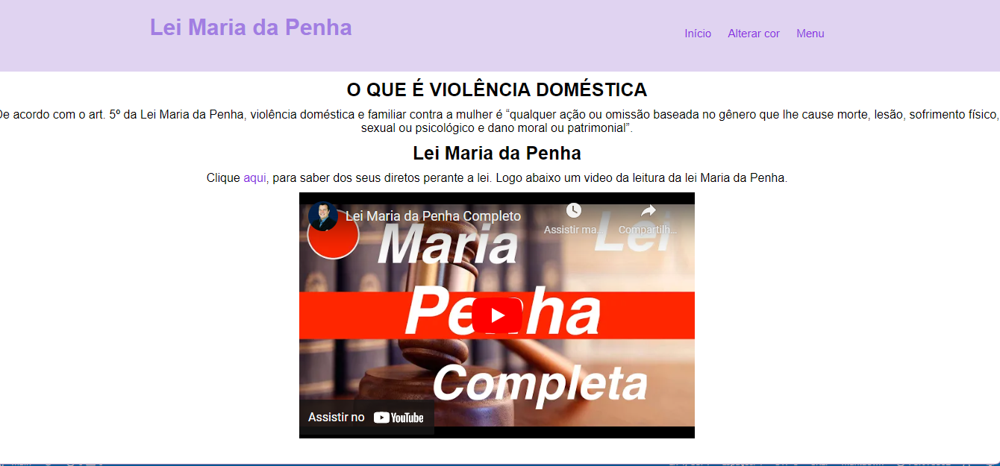 Lei Maria da Penha
Início Alterar cor Menu
O QUE É VIOLÊNCIA DOMÉSTICA
De acordo com o art. 5º da Lei Maria da Penha, violência doméstica e familiar contra a mulher é “qualquer ação ou omissão baseada no gênero que lhe cause morte, lesão, sofrimento físico,
sexual ou psicológico e dano moral ou patrimonial”.
Lei Maria da Penha
Clique aqui, para saber dos seus diretos perante a lei. Logo abaixo um video da leitura da lei Maria da Penha.
Lei Maria da Penha Completo
Assistir ma...
Compartilh...
Lei
Maria
Penha
Completa
Assistir no YouTube